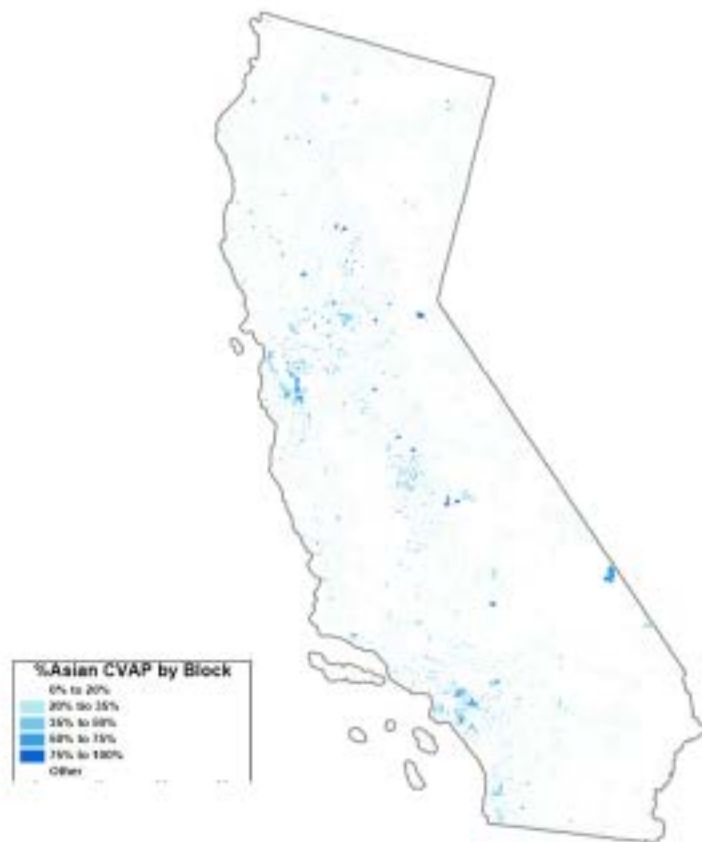 %Asian CVAP by Block
0% to 20%
20% to 35%
35% to 50%
50% to 75%
75% to 100%
Other